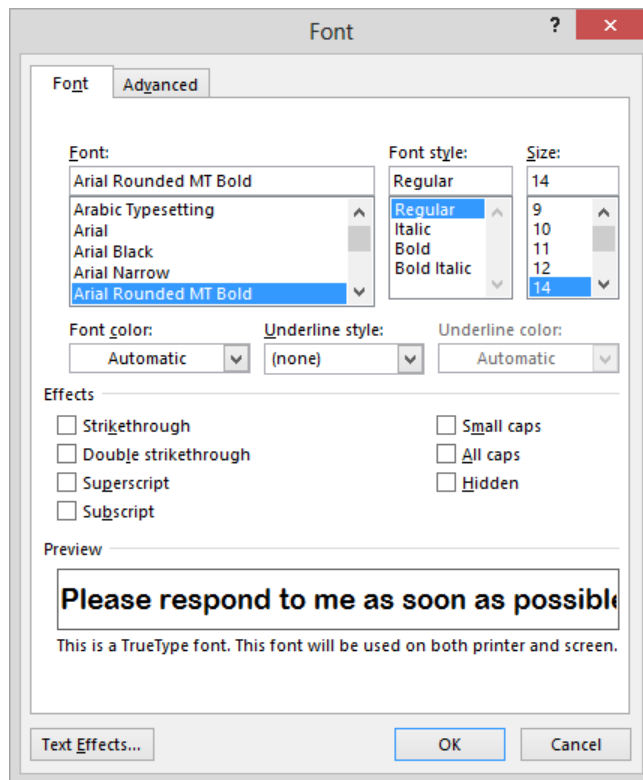 Font
?
Font Advanced
Font: Font style: Size:
Arial Rounded MT Bold Regular 14
Arabic Typesetting Regular 9
Arial Italic 10
Arial Black Bold 11
Arial Narrow Bold Italic 12
Arial Rounded MT Bold 14
Font color: Underline style: Underline color:
Automatic (none) Automatic
Effects
Strikethrough Small caps
Double strikethrough All caps
Superscript Hidden
Subscript
Preview
Please respond to me as soon as possible
This is a TrueType font. This font will be used on both printer and screen.
Text Effects... OK Cancel